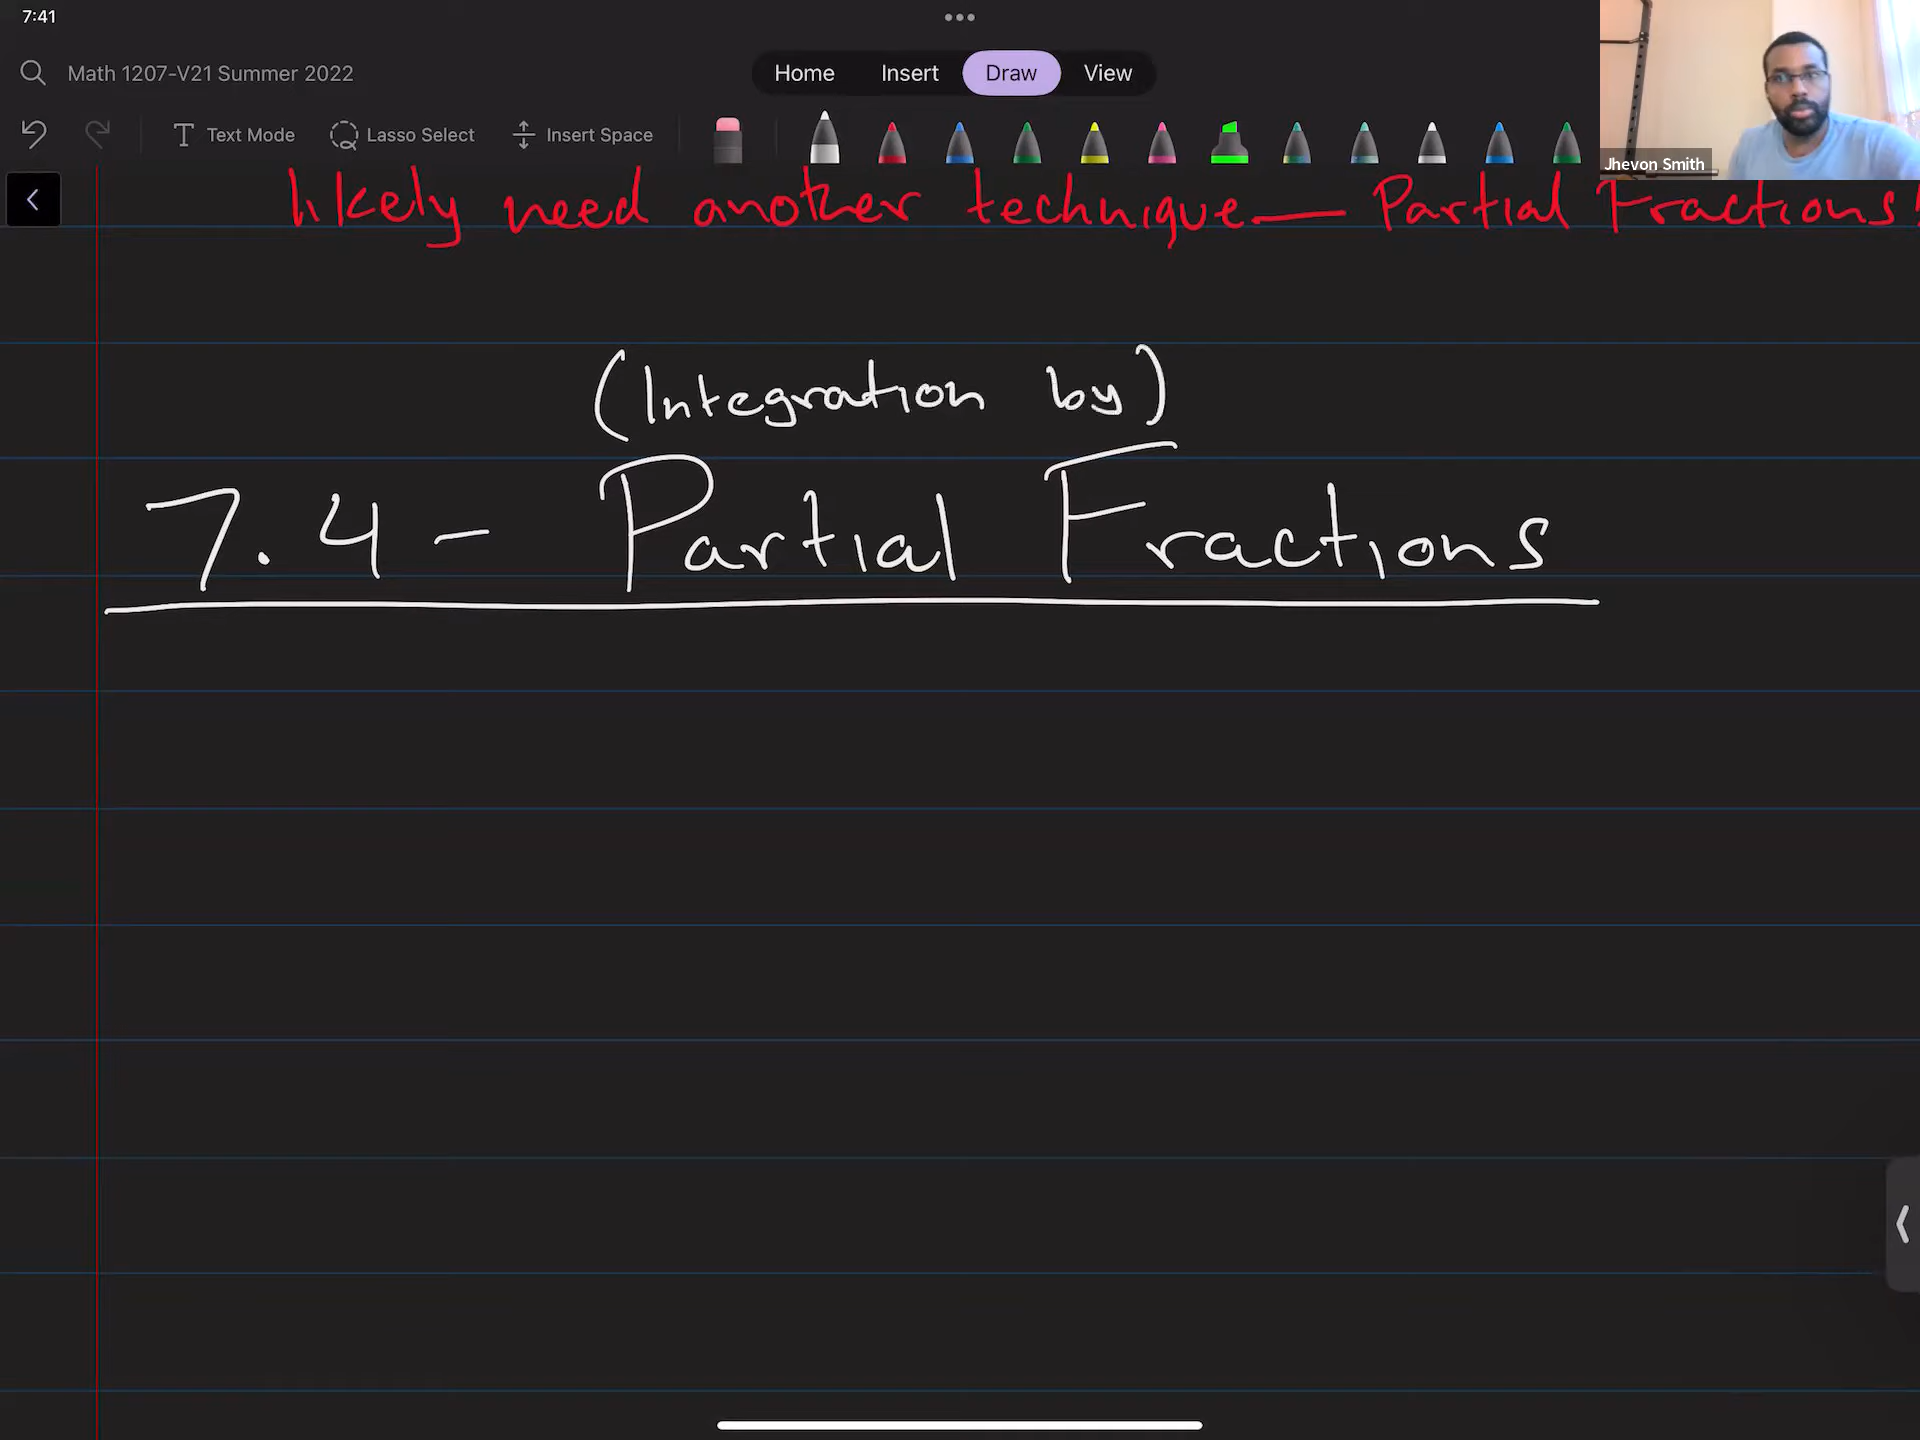 7:41
Math 1207-V21 Summer 2022
Home Insert Draw View
Text Mode Lasso Select Insert Space
Jhevon Smith
likely need another technique — Partial Fractions!
(Integration by)
7.4 - Partial Fractions